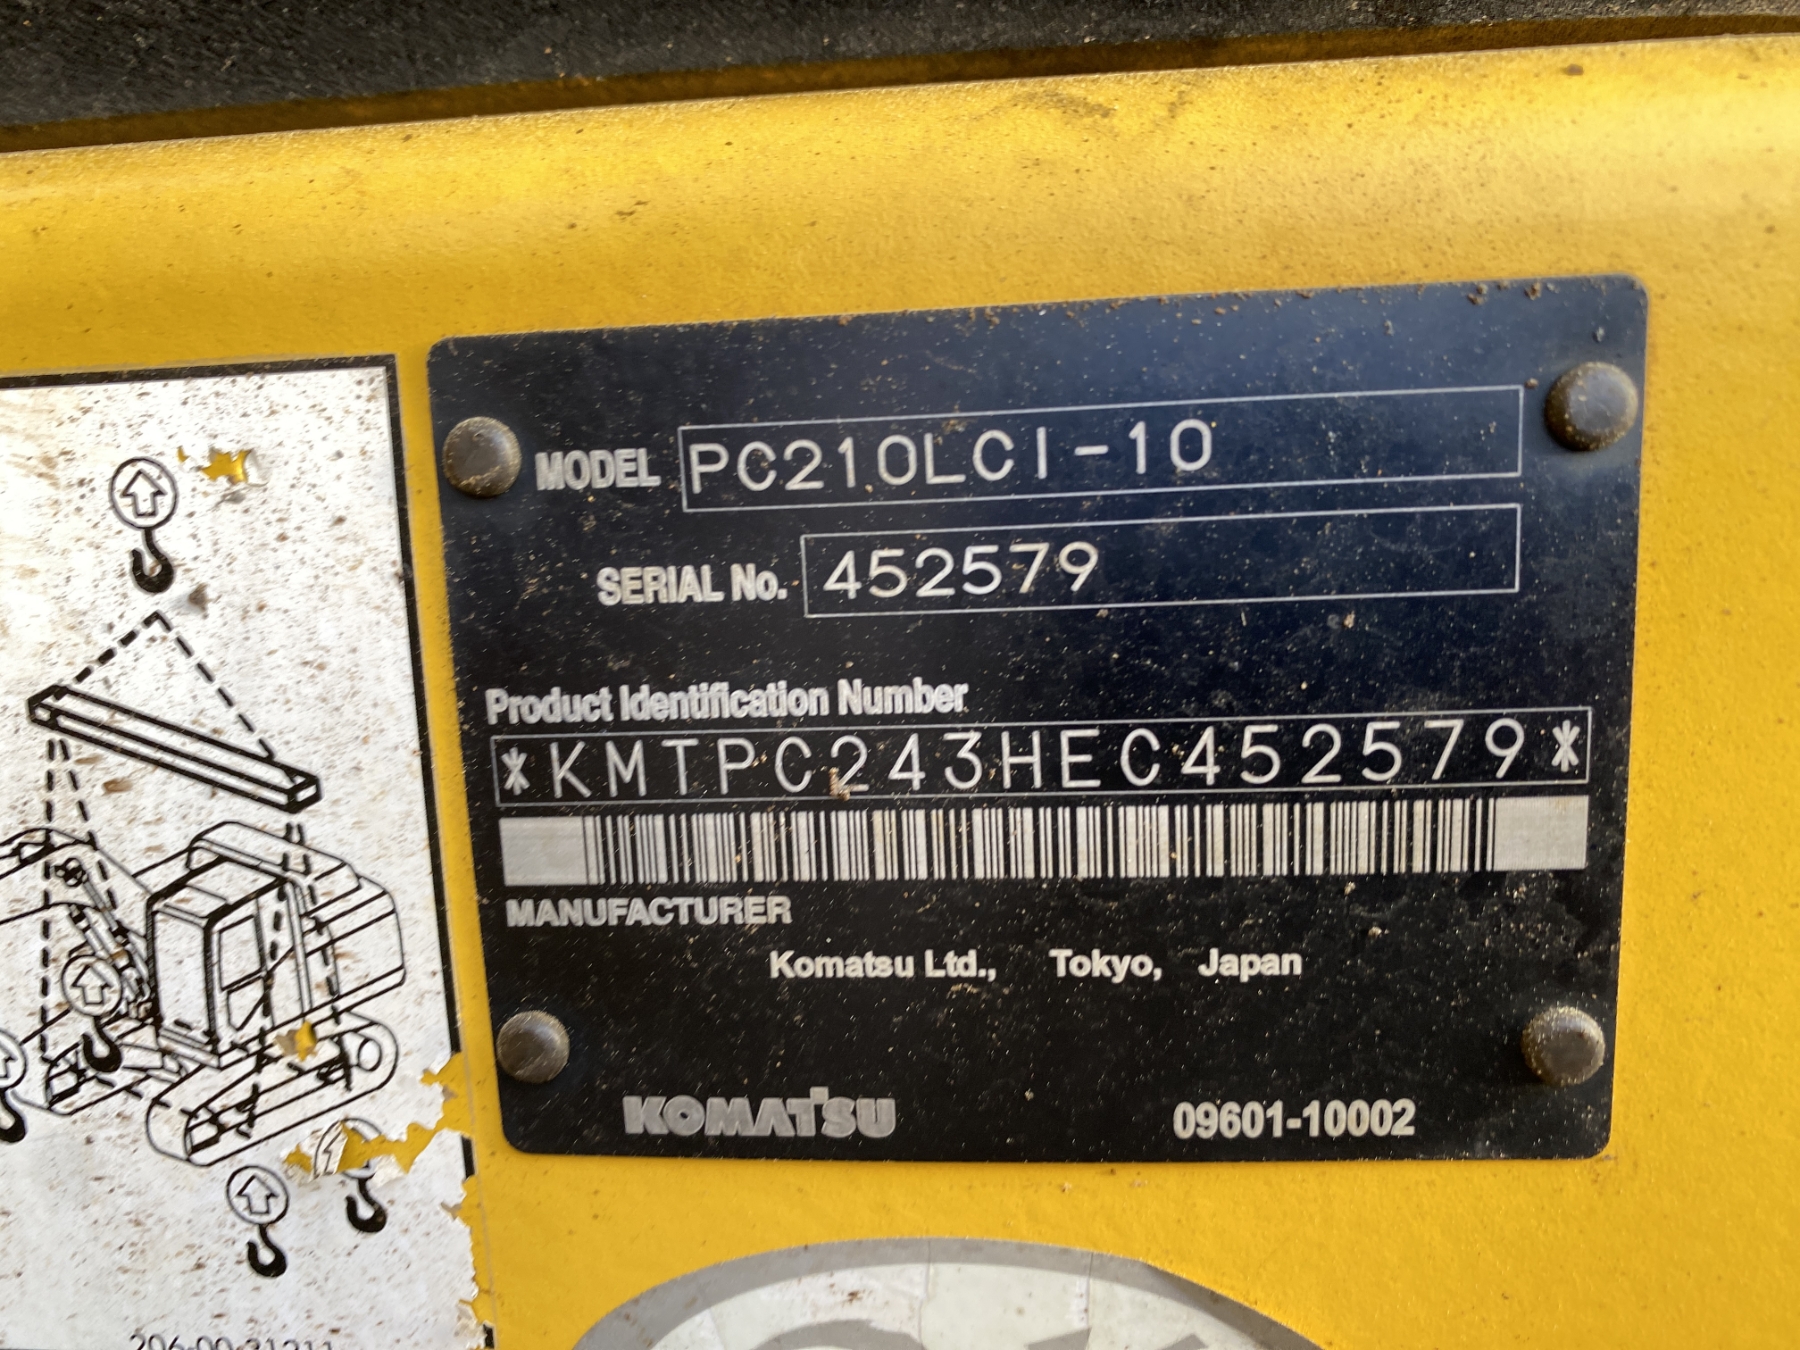 MODEL PC210LCI-10
SERIAL No. 452579
Product Identification Number
*KMTPC243HEC452579*
MANUFACTURER
Komatsu Ltd., Tokyo, Japan
KOMATSU 09601-10002